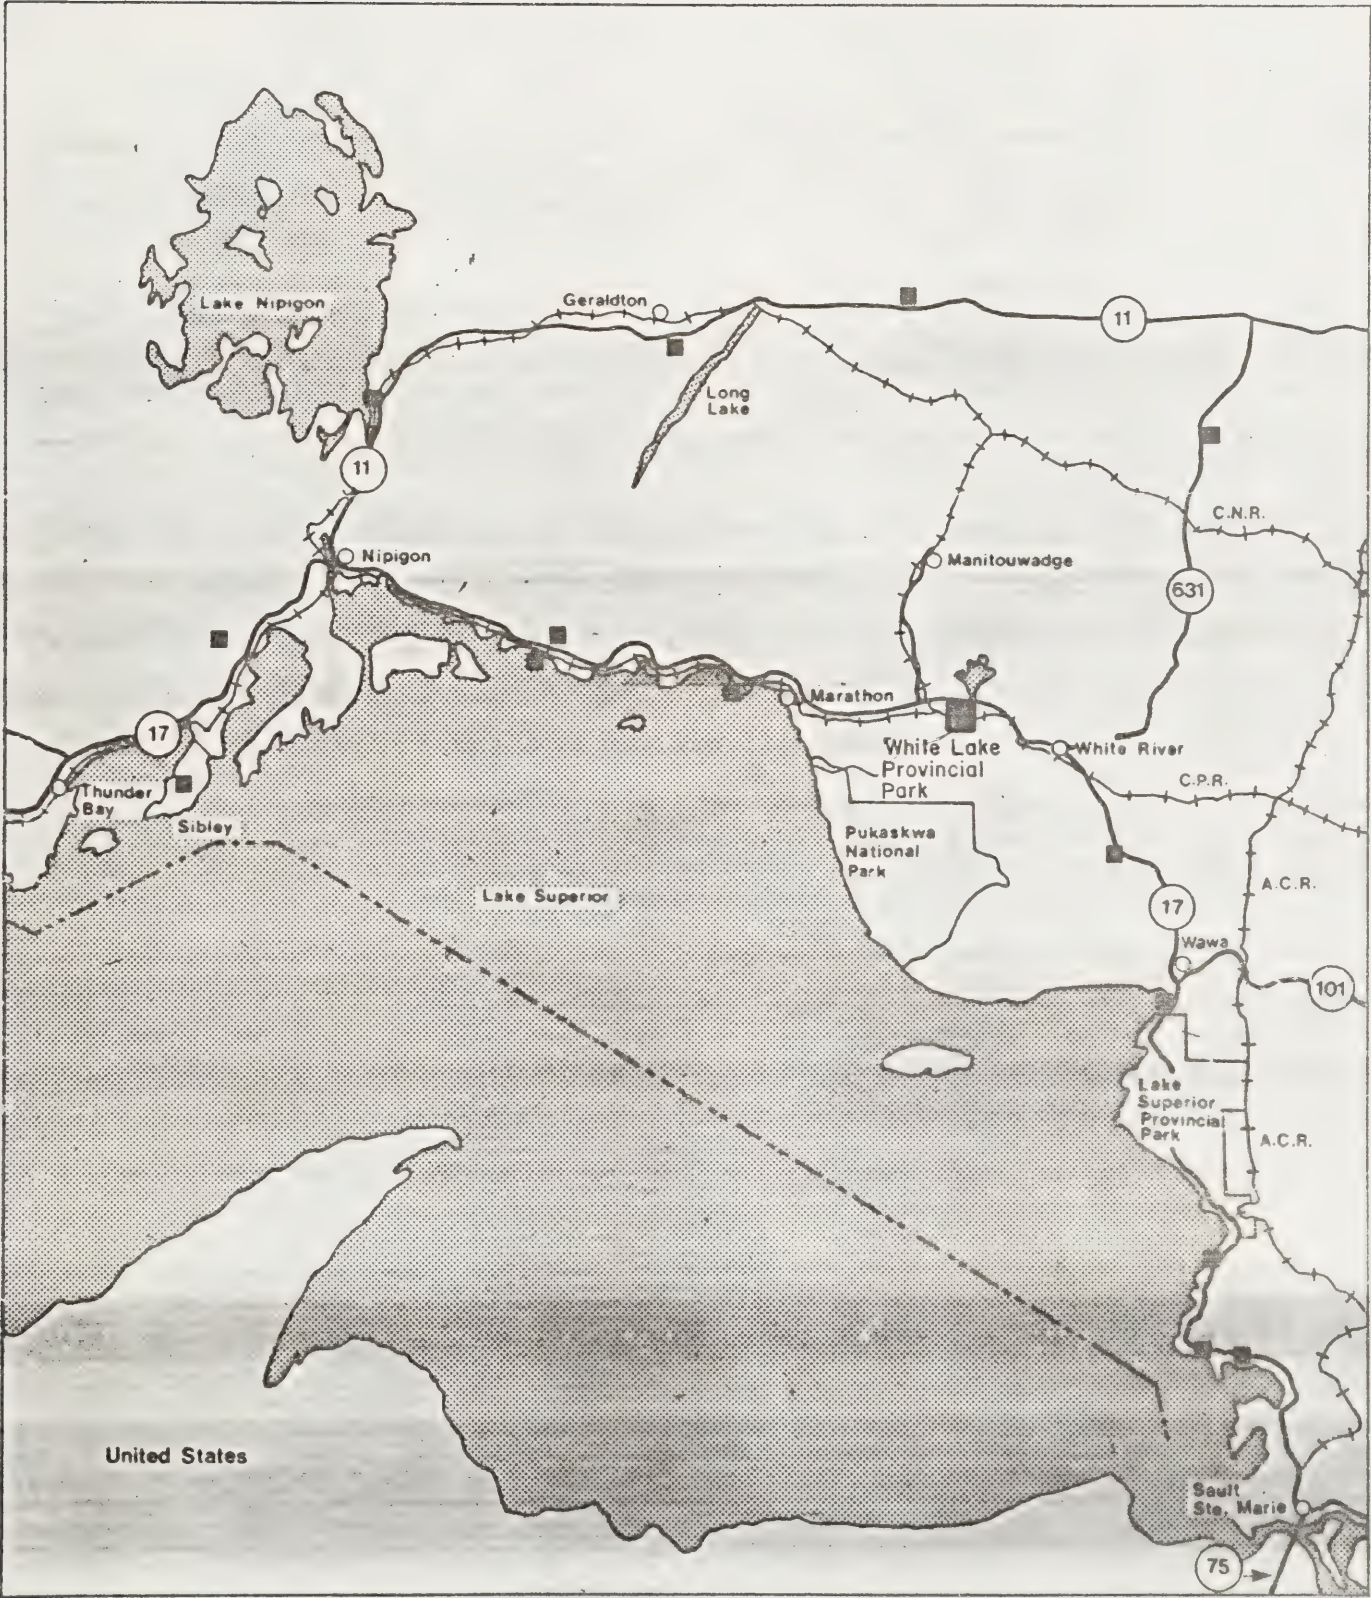 Lake Nipigon
Geraldton
11
Long
Lake
11
C.N.R.
Nipigon
Manitouwadge
631
Marathon
17
White Lake
Provincial
Park
White River
C.P.R.
Thunder
Bay
Sibley
Pukaskwa
National
Park
A.C.R.
Lake Superior
17
Wawa
101
Lake
Superior
Provincial
Park
A.C.R.
United States
Sault
Ste. Marie
75